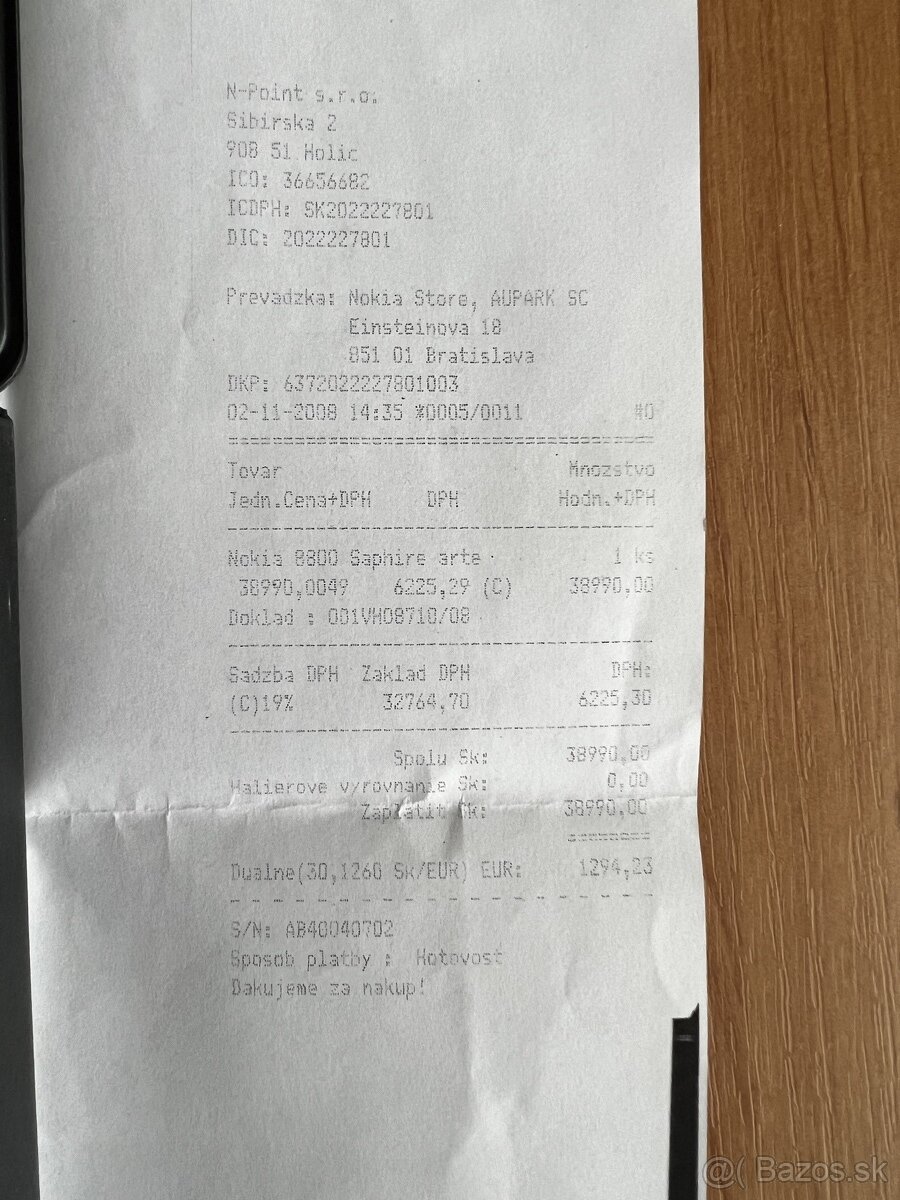 N-Point s.r.o.
Sibirska 2
908 51 Holic
ICO: 36656682
ICDPH: SK2022227801
DIC: 2022227801
Prevadzka: Nokia Store, AUPARK SC
Einsteinova 18
851 01 Bratislava
DKP: 6372022227801003
02-11-2008 14:35 *0005/0011 #0
==========================================
Tovar Mnozstvo
Jedn.Cena+DPH DPH Hodn.+DPH
------------------------------------------
Nokia 8800 Saphire arte 1 ks
38990,0049 6225,29 (C) 38990,00
Doklad : 001VH08710/08
------------------------------------------
Sadzba DPH Zaklad DPH DPH:
(C)19% 32764,70 6225,30
------------------------------------------
Spolu Sk: 38990,00
Halierove vyrovnanie Sk: 0,00
Zaplatit Sk: 38990,00
========
Dualne(30,1260 Sk/EUR) EUR: 1294,23
- - - - - - - - - - - - - - - - - - - - -
S/N: AB40040702
Sposob platby : Hotovost
Dakujeme za nakup!
@( Bazos.sk